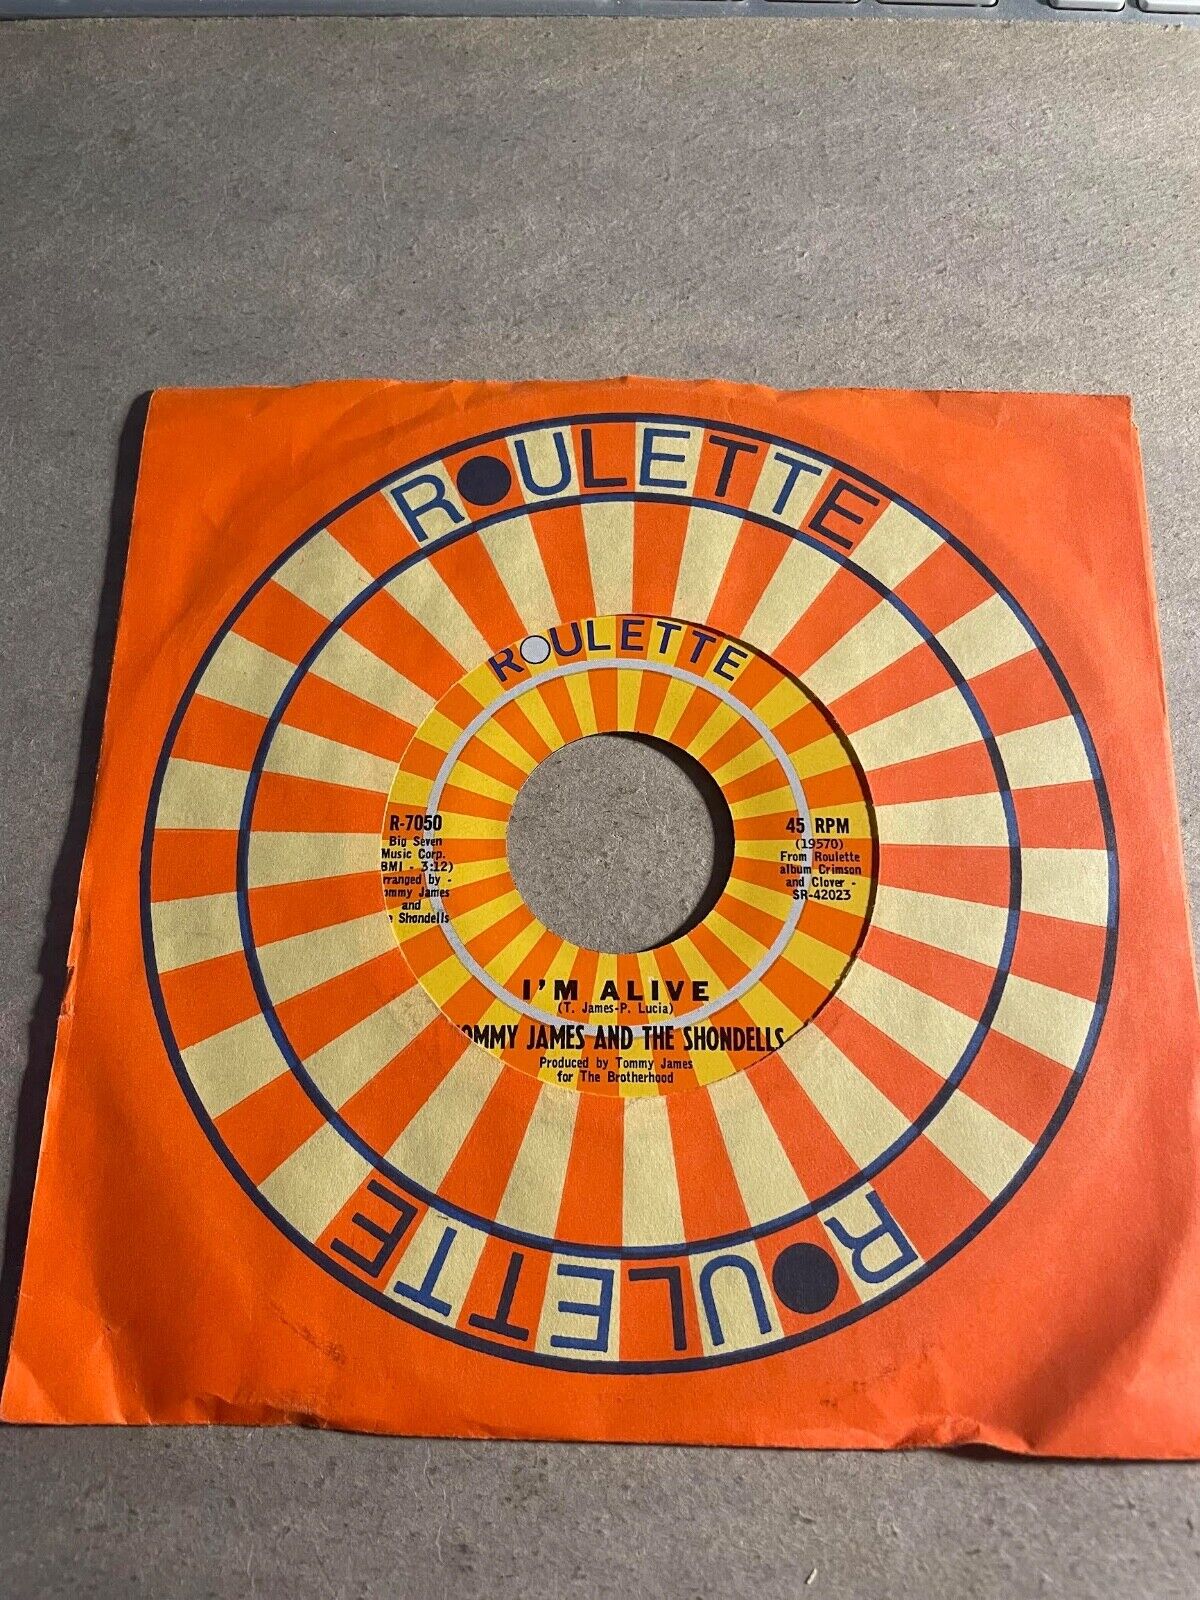 ROULETTE
ROULETTE
R-7050
Big Seven
Music Corp.
BMI - 3:12)
rranged by -
ommy James
and
e Shondells
45 RPM
(19570)
From Roulette
album Crimson
and Clover -
SR-42023
I'M ALIVE
(T. James-P. Lucia)
OMMY JAMES AND THE SHONDELLS
Produced by Tommy James
for The Brotherhood
ROULETTE